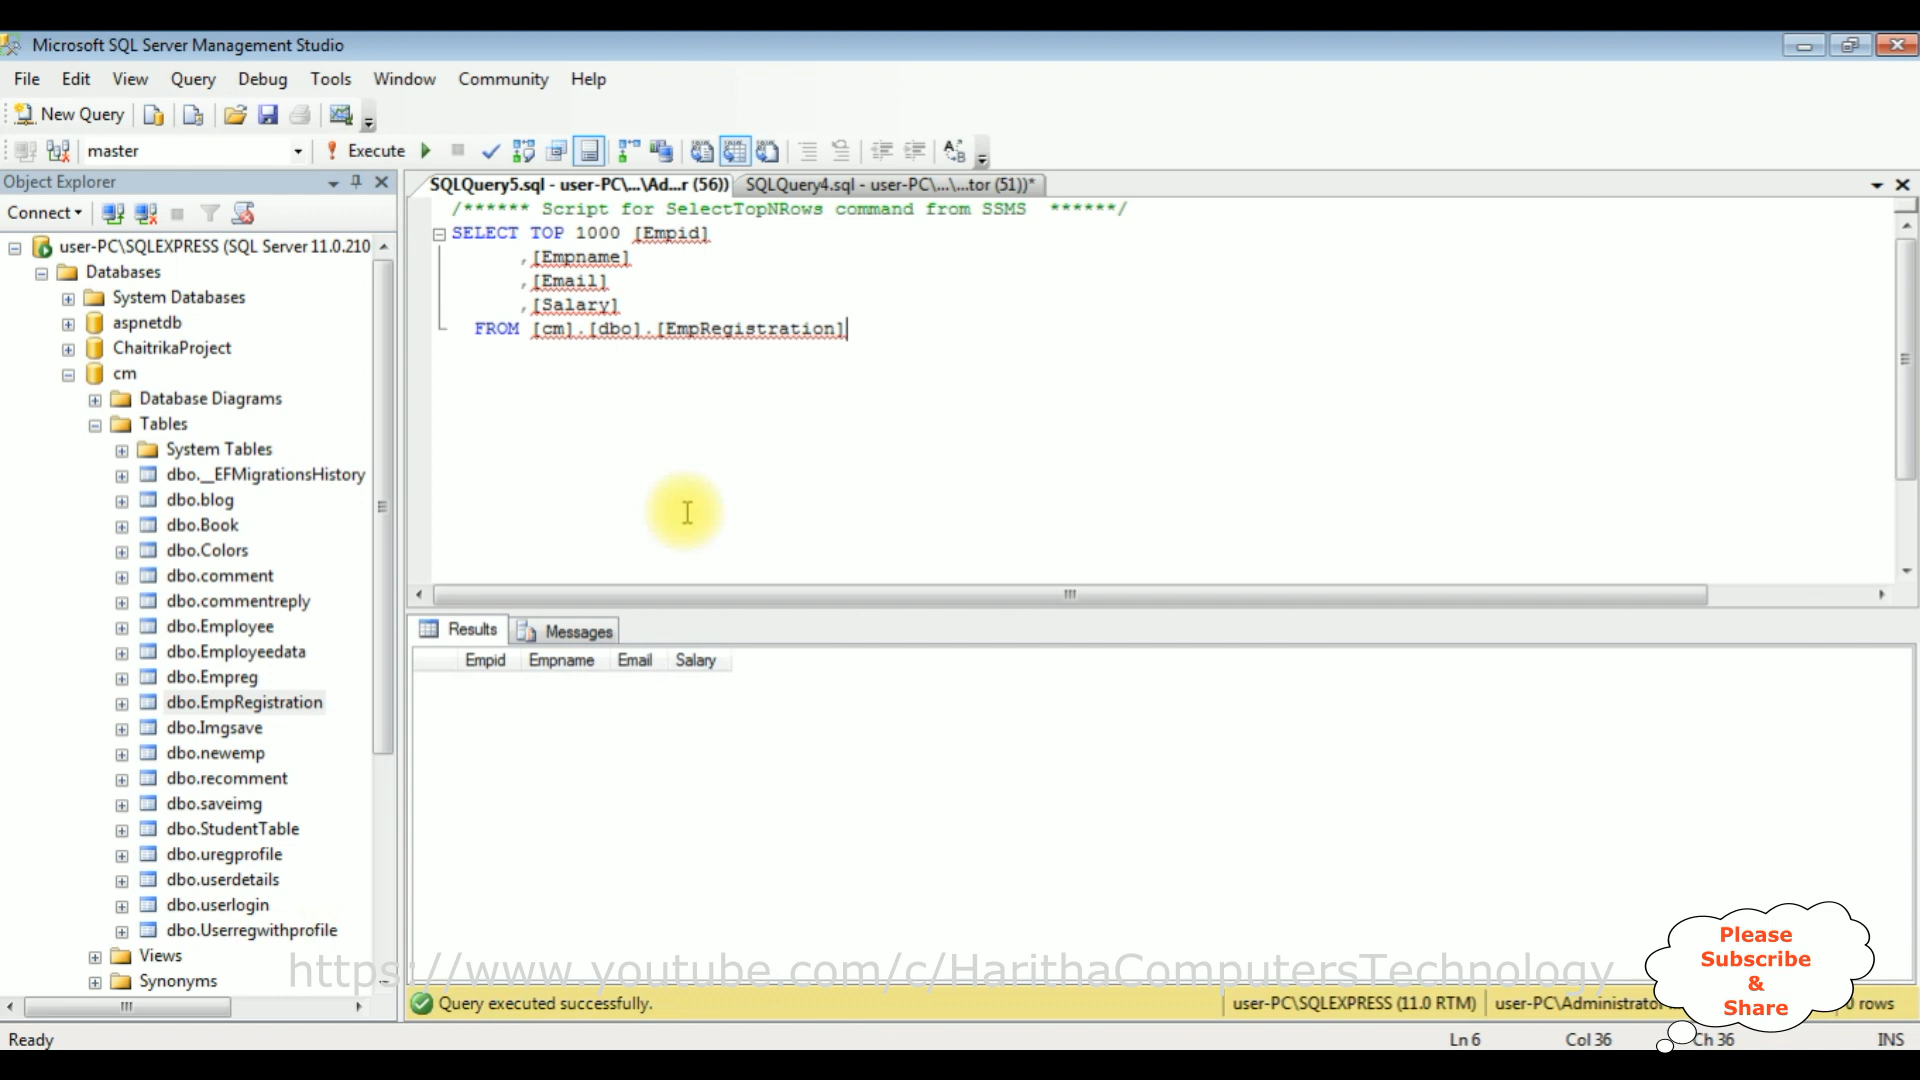 Microsoft SQL Server Management Studio
File Edit View Query Debug Tools Window Community Help
New Query
master Execute
Object Explorer
Connect
user-PC\SQLEXPRESS (SQL Server 11.0.210
Databases
System Databases
aspnetdb
ChaitrikaProject
cm
Database Diagrams
Tables
System Tables
dbo.__EFMigrationsHistory
dbo.blog
dbo.Book
dbo.Colors
dbo.comment
dbo.commentreply
dbo.Employee
dbo.Employeedata
dbo.Empreg
dbo.EmpRegistration
dbo.Imgsave
dbo.newemp
dbo.recomment
dbo.saveimg
dbo.StudentTable
dbo.uregprofile
dbo.userdetails
dbo.userlogin
dbo.Userregwithprofile
Views
Synonyms
SQLQuery5.sql - user-PC\...\Ad...r (56)) SQLQuery4.sql - user-PC\...\...tor (51))*
/****** Script for SelectTopNRows command from SSMS ******/
SELECT TOP 1000 [Empid]
,[Empname]
,[Email]
,[Salary]
FROM [cm].[dbo].[EmpRegistration]
Results Messages
Empid Empname Email Salary
https://www.youtube.com/c/HarithaComputersTechnology
Please
Subscribe
&
Share
Query executed successfully. user-PC\SQLEXPRESS (11.0 RTM) user-PC\Administrator 0 rows
Ready Ln 6 Col 36 Ch 36 INS